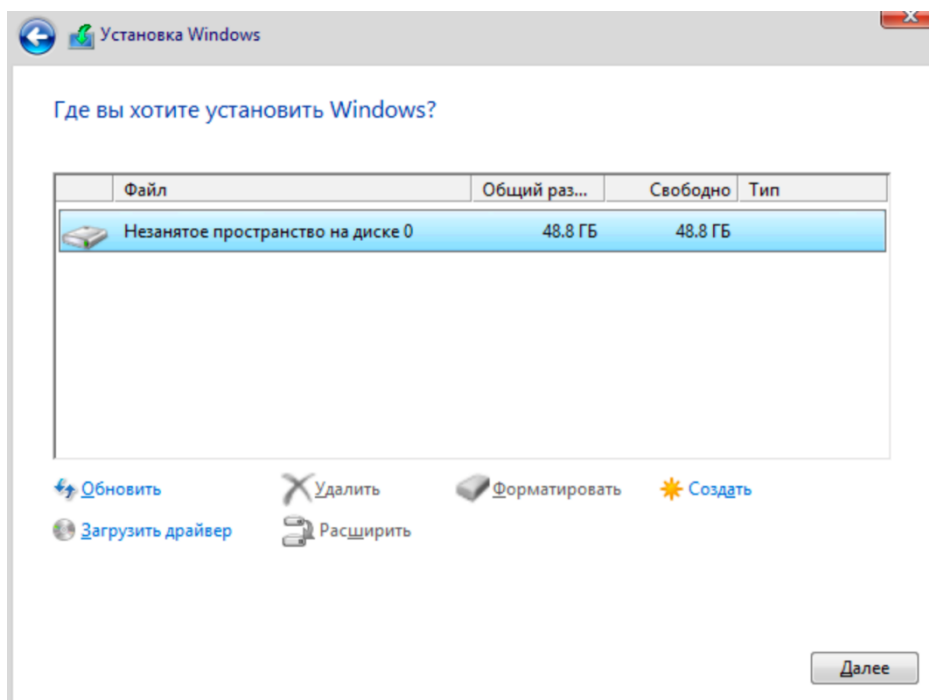 Установка Windows
Где вы хотите установить Windows?
Файл Общий раз... Свободно Тип
Незанятое пространство на диске 0 48.8 ГБ 48.8 ГБ
Обновить Удалить Форматировать Создать
Загрузить драйвер Расширить
Далее